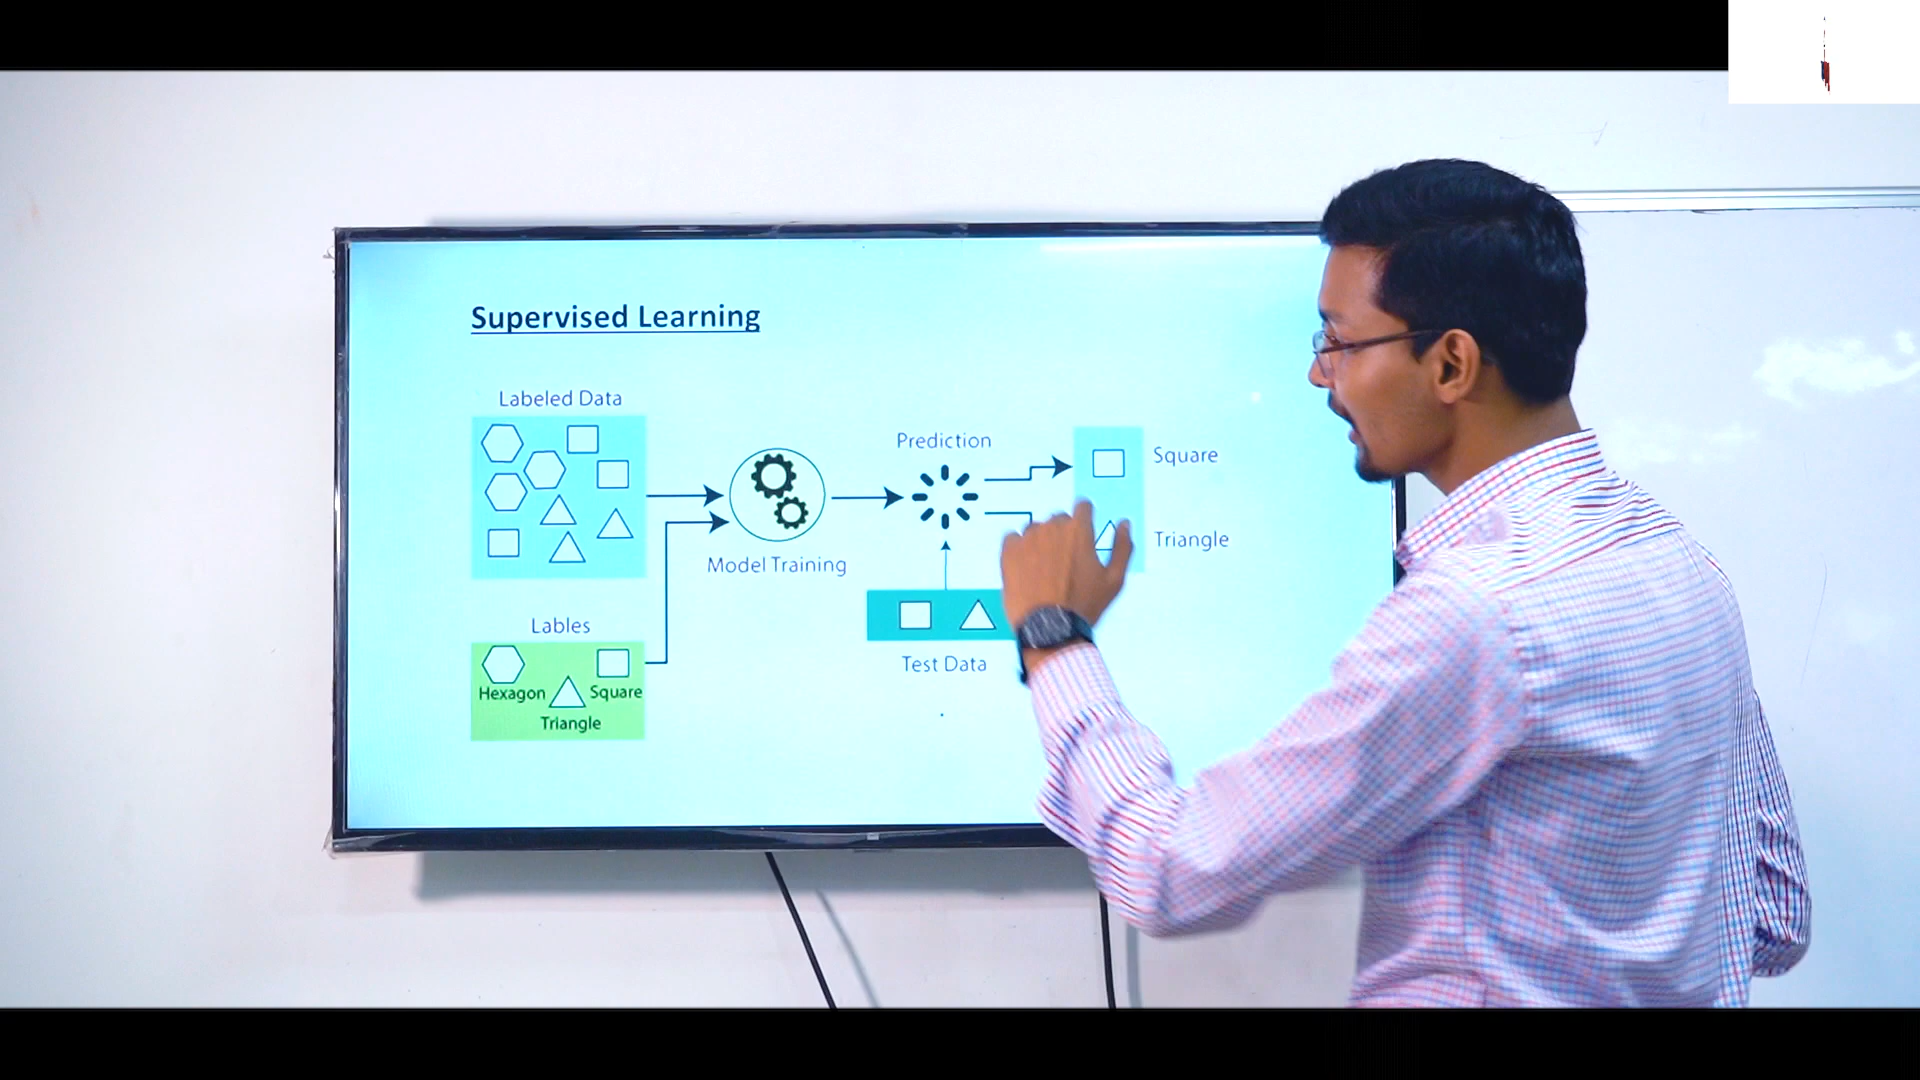 Supervised Learning
Labeled Data
Prediction
Square
Triangle
Model Training
Lables
Test Data
Hexagon
Square
Triangle